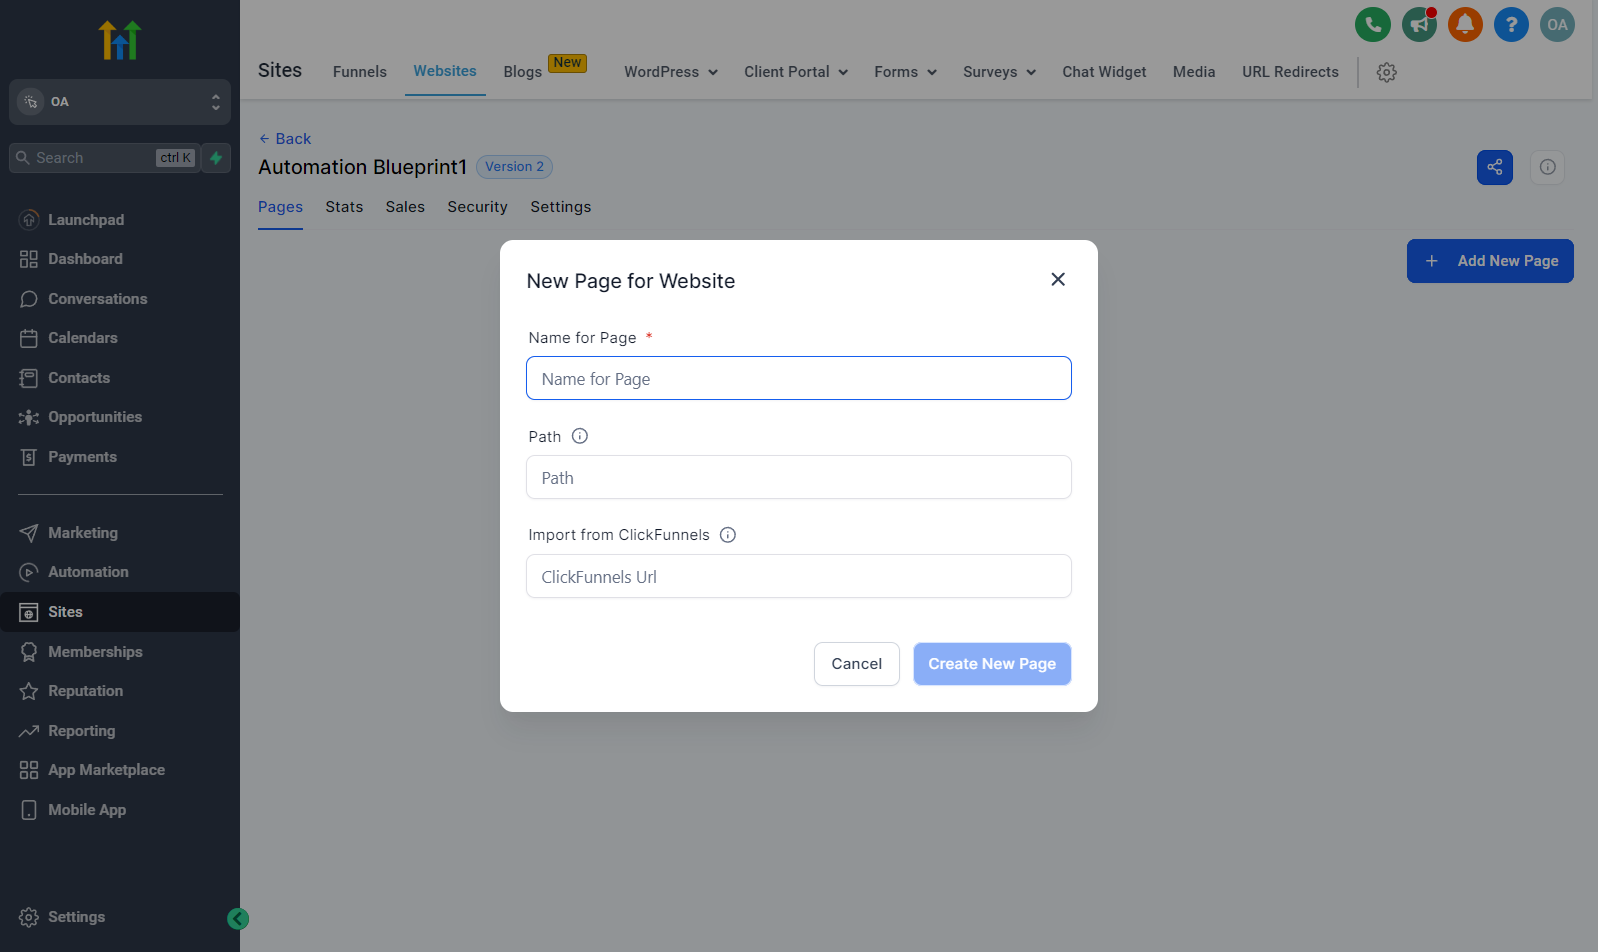 OA
Search
ctrl K
Launchpad
Dashboard
Conversations
Calendars
Contacts
Opportunities
Payments
Marketing
Automation
Sites
Memberships
Reputation
Reporting
App Marketplace
Mobile App
Settings
OA
Sites
Funnels
Websites
Blogs
New
WordPress
Client Portal
Forms
Surveys
Chat Widget
Media
URL Redirects
← Back
Automation Blueprint1
Version 2
Pages
Stats
Sales
Security
Settings
+ Add New Page
New Page for Website
Name for Page *
Name for Page
Path
Path
Import from ClickFunnels
ClickFunnels Url
Cancel
Create New Page